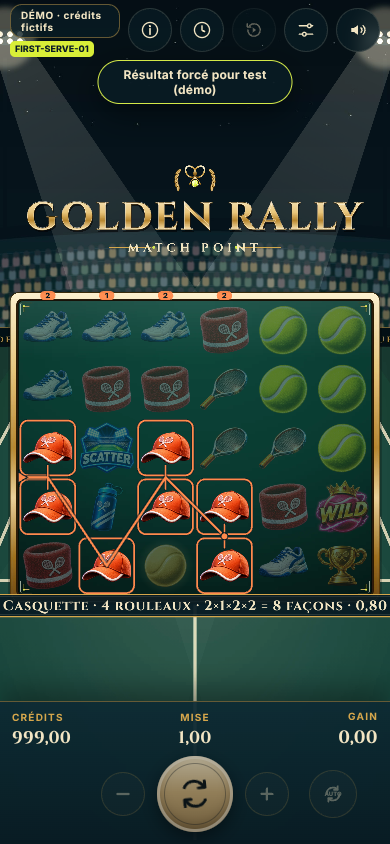 DÉMO · crédits
fictifs
FIRST-SERVE-01
Résultat forcé pour test
(démo)
GOLDEN RALLY
MATCH POINT
2
1
2
2
SCATTER
WILD
CASQUETTE · 4 ROULEAUX · 2×1×2×2 = 8 FAÇONS · 0,80
CRÉDITS
MISE
GAIN
999,00
1,00
0,00
AUTO